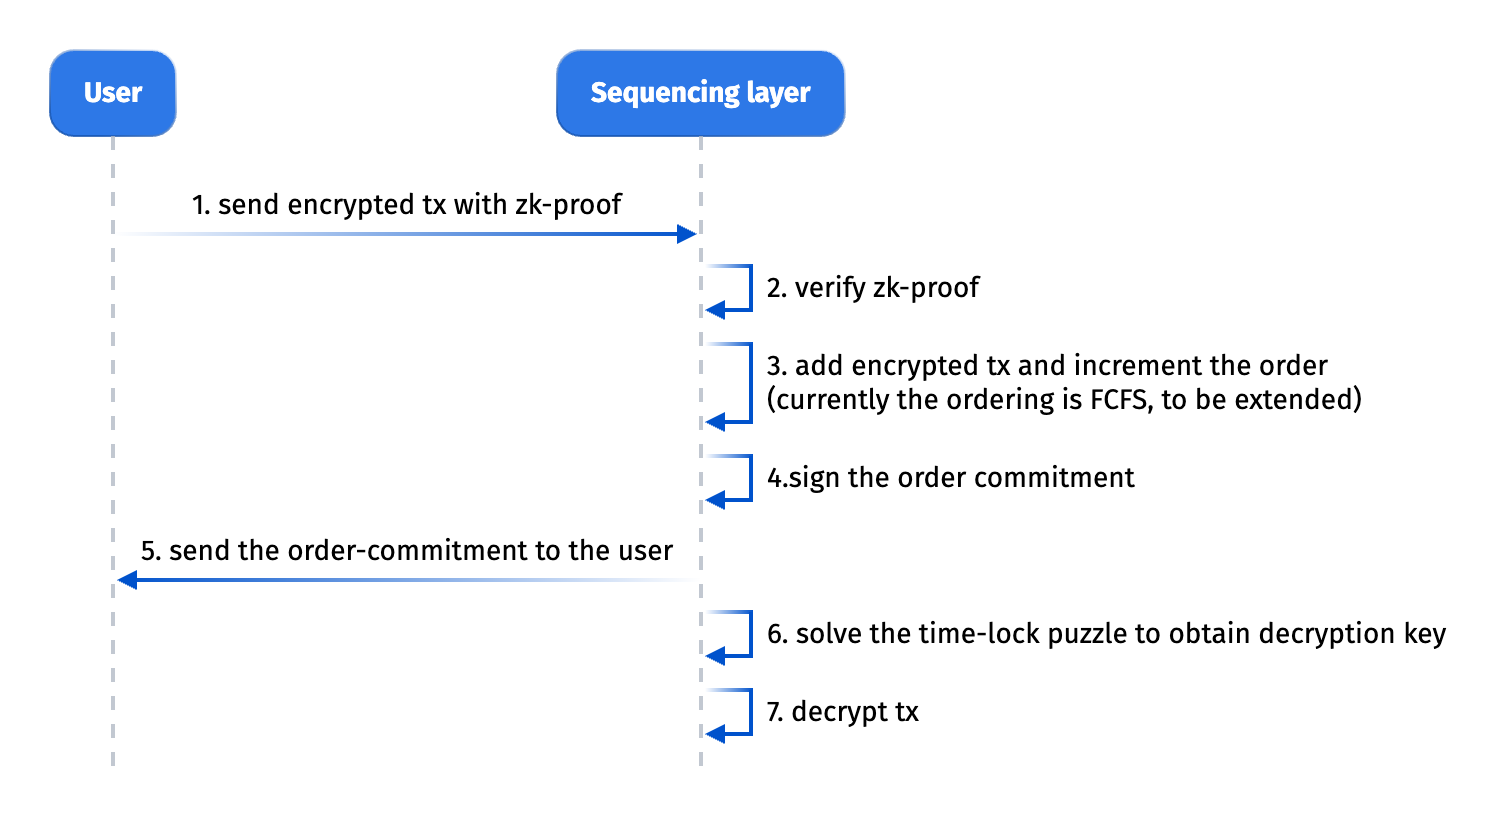 User
Sequencing layer
1. send encrypted tx with zk-proof
2. verify zk-proof
3. add encrypted tx and increment the order
(currently the ordering is FCFS, to be extended)
4.sign the order commitment
5. send the order-commitment to the user
6. solve the time-lock puzzle to obtain decryption key
7. decrypt tx